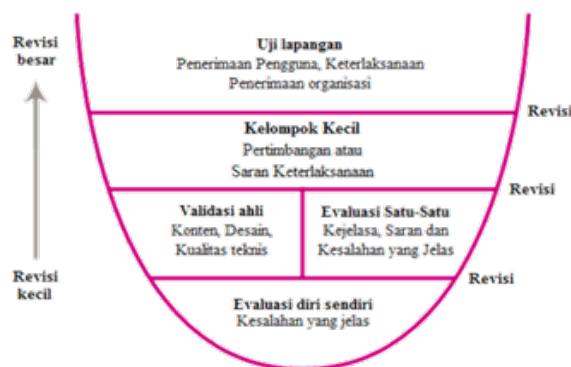 Revisi
besar
Uji lapangan
Penerimaan Pengguna, Keterlaksanaan
Penerimaan organisasi
Revisi
Kelompok Kecil
Pertimbangan atau
Saran Keterlaksanaan
Revisi
Validasi ahli
Konten, Desain,
Kualitas teknis
Evaluasi Satu-Satu
Kejelasa, Saran dan
Kesalahan yang Jelas
Revisi
Revisi
kecil
Evaluasi diri sendiri
Kesalahan yang jelas